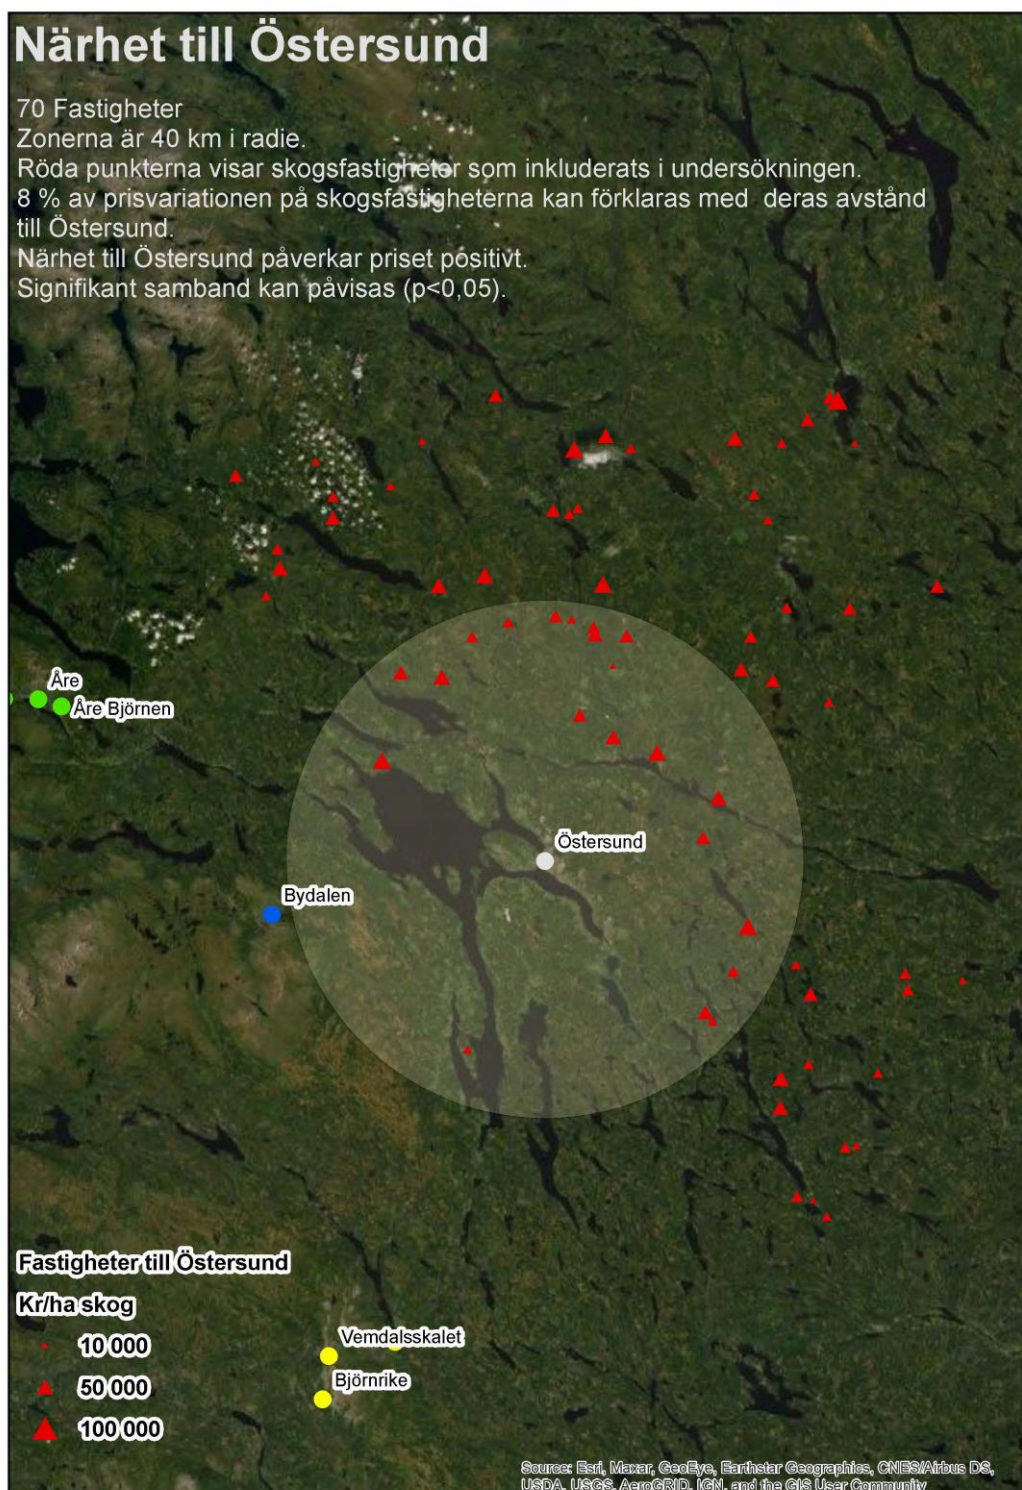 Närhet till Östersund
70 Fastigheter
Zonerna är 40 km i radie.
Röda punkterna visar skogsfastigheter som inkluderats i undersökningen.
8 % av prisvariationen på skogsfastigheterna kan förklaras med  deras avstånd
till Östersund.
Närhet till Östersund påverkar priset positivt.
Signifikant samband kan påvisas (p<0,05).
Åre
Åre Björnen
Östersund
Bydalen
Fastigheter till Östersund
Kr/ha skog
10 000
50 000
100 000
Vemdalsskalet
Björnrike
Source: Esri, Maxar, GeoEye, Earthstar Geographics, CNES/Airbus DS,
USDA, USGS, AeroGRID, IGN, and the GIS User Community